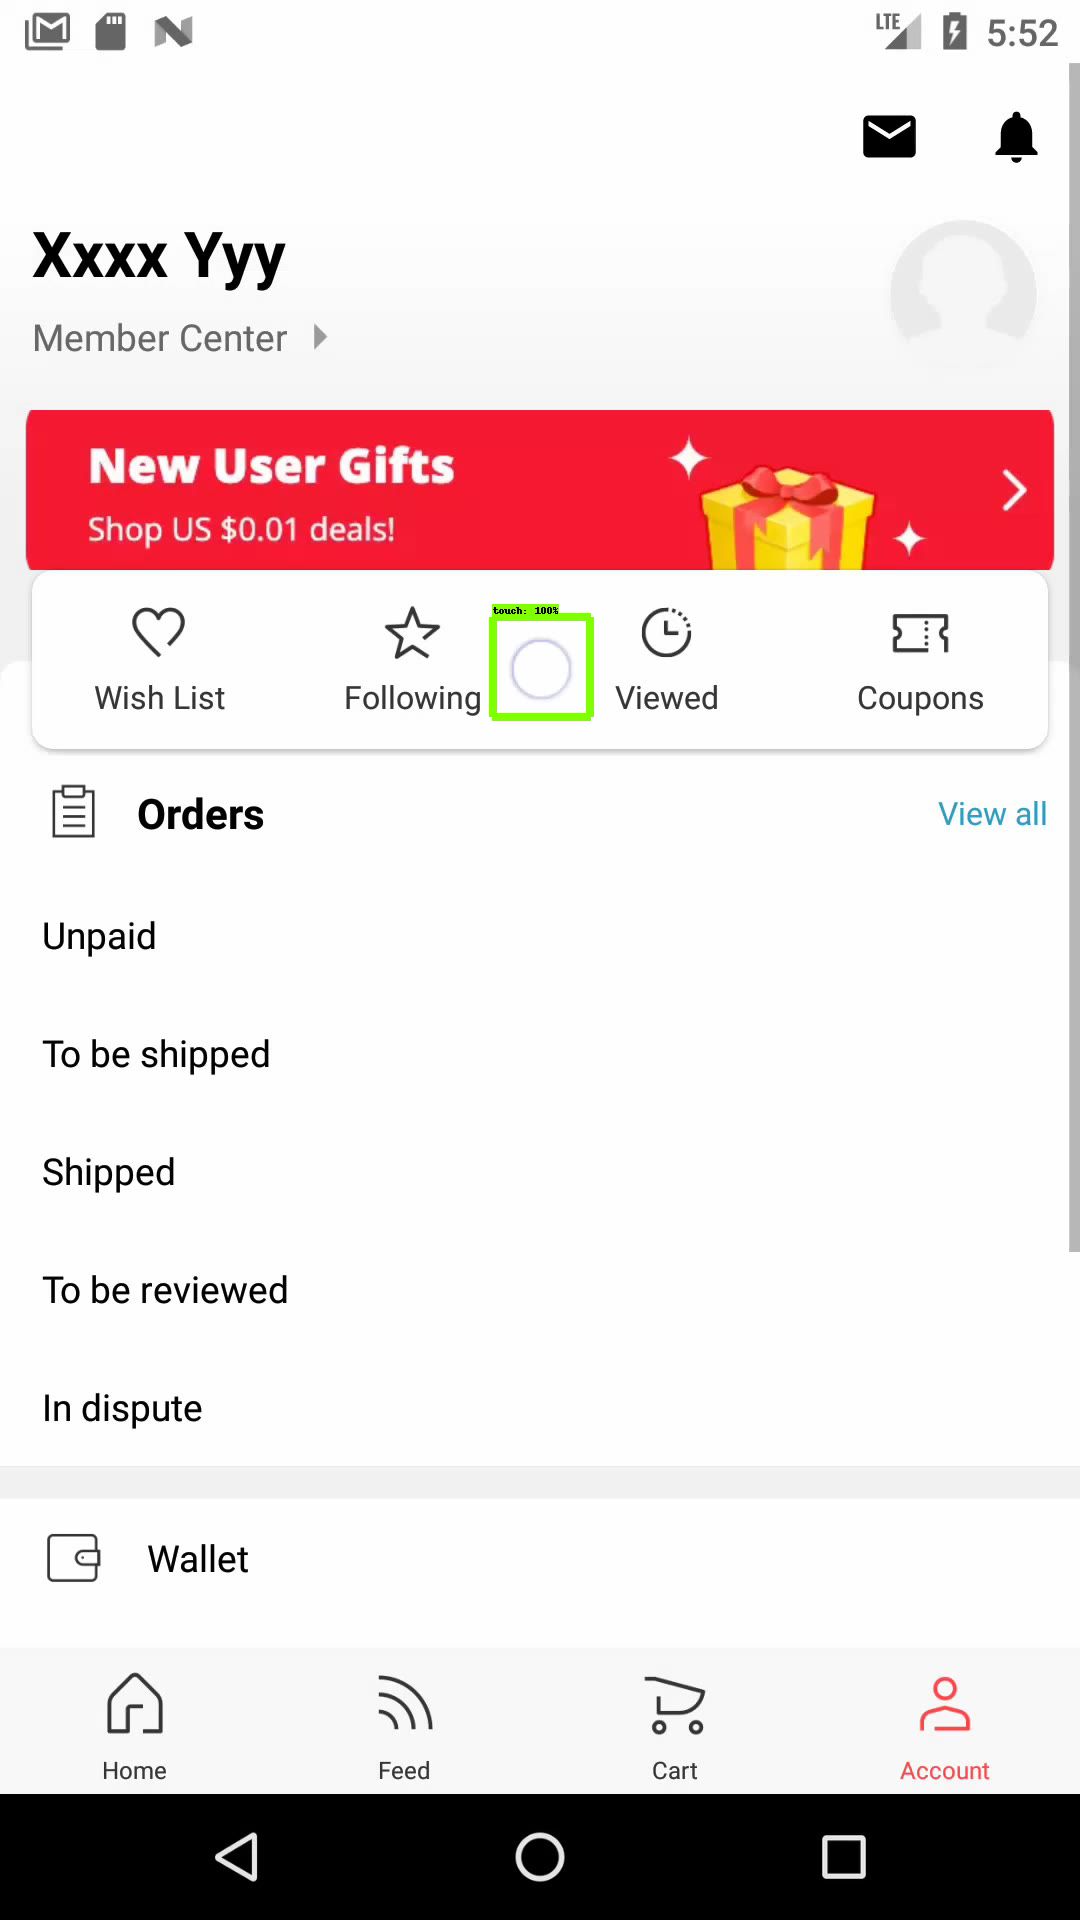 LTE 5:52
Xxxx Yyy
Member Center
New User Gifts
Shop US $0.01 deals!
touch: 100%
Wish List Following Viewed Coupons
Orders View all
Unpaid
To be shipped
Shipped
To be reviewed
In dispute
Wallet
Home Feed Cart Account